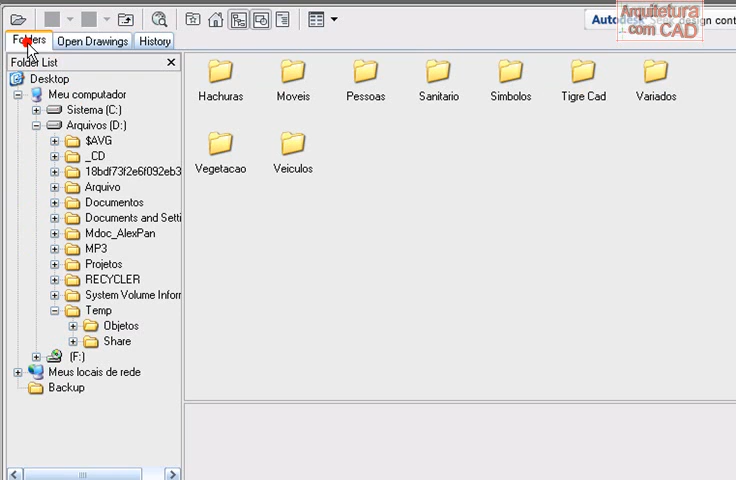 Arquitetura
com CAD
Autodesk Seek design cont
Folders
Open Drawings
History
Folder List
Desktop
Meu computador
Sistema (C:)
Arquivos (D:)
$AVG
_CD
18bdf73f2e6f092eb3
Arquivo
Documentos
Documents and Setti
Mdoc_AlexPan
MP3
Projetos
RECYCLER
System Volume Inforr
Temp
Objetos
Share
(F:)
Meus locais de rede
Backup
Hachuras
Moveis
Pessoas
Sanitario
Simbolos
Tigre Cad
Variados
Vegetacao
Veiculos